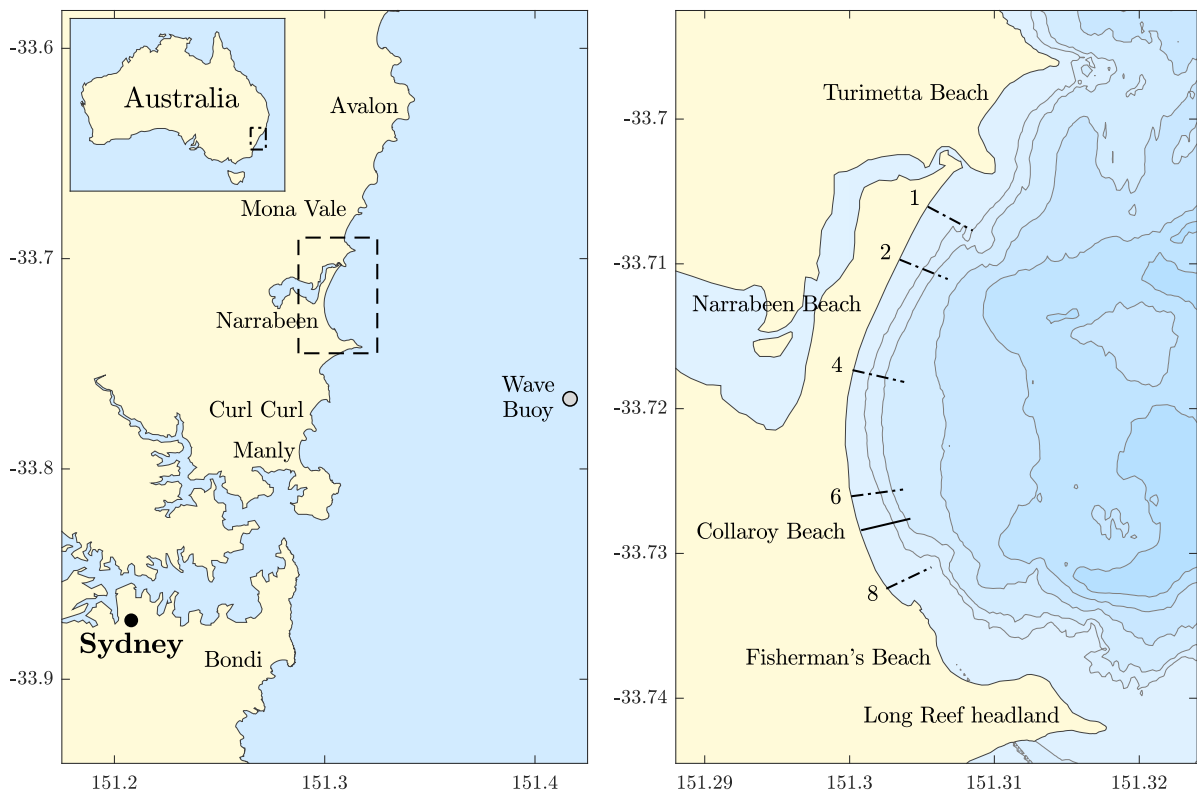 -33.6
-33.7
-33.8
-33.9
151.2
151.3
151.4
Australia
Avalon
Mona Vale
Narrabeen
Wave
Buoy
Curl Curl
Manly
Sydney
Bondi
-33.7
-33.71
-33.72
-33.73
-33.74
151.29
151.3
151.31
151.32
Turimetta Beach
1
2
Narrabeen Beach
4
6
Collaroy Beach
8
Fisherman's Beach
Long Reef headland